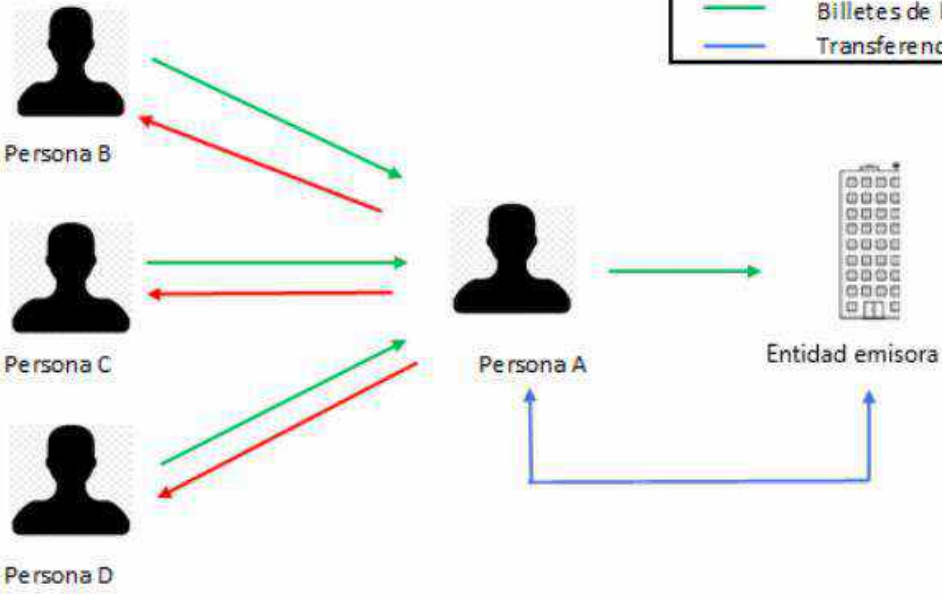 Billetes de
Transferenc
Persona B
Persona C
Persona A
Entidad emisora
Persona D